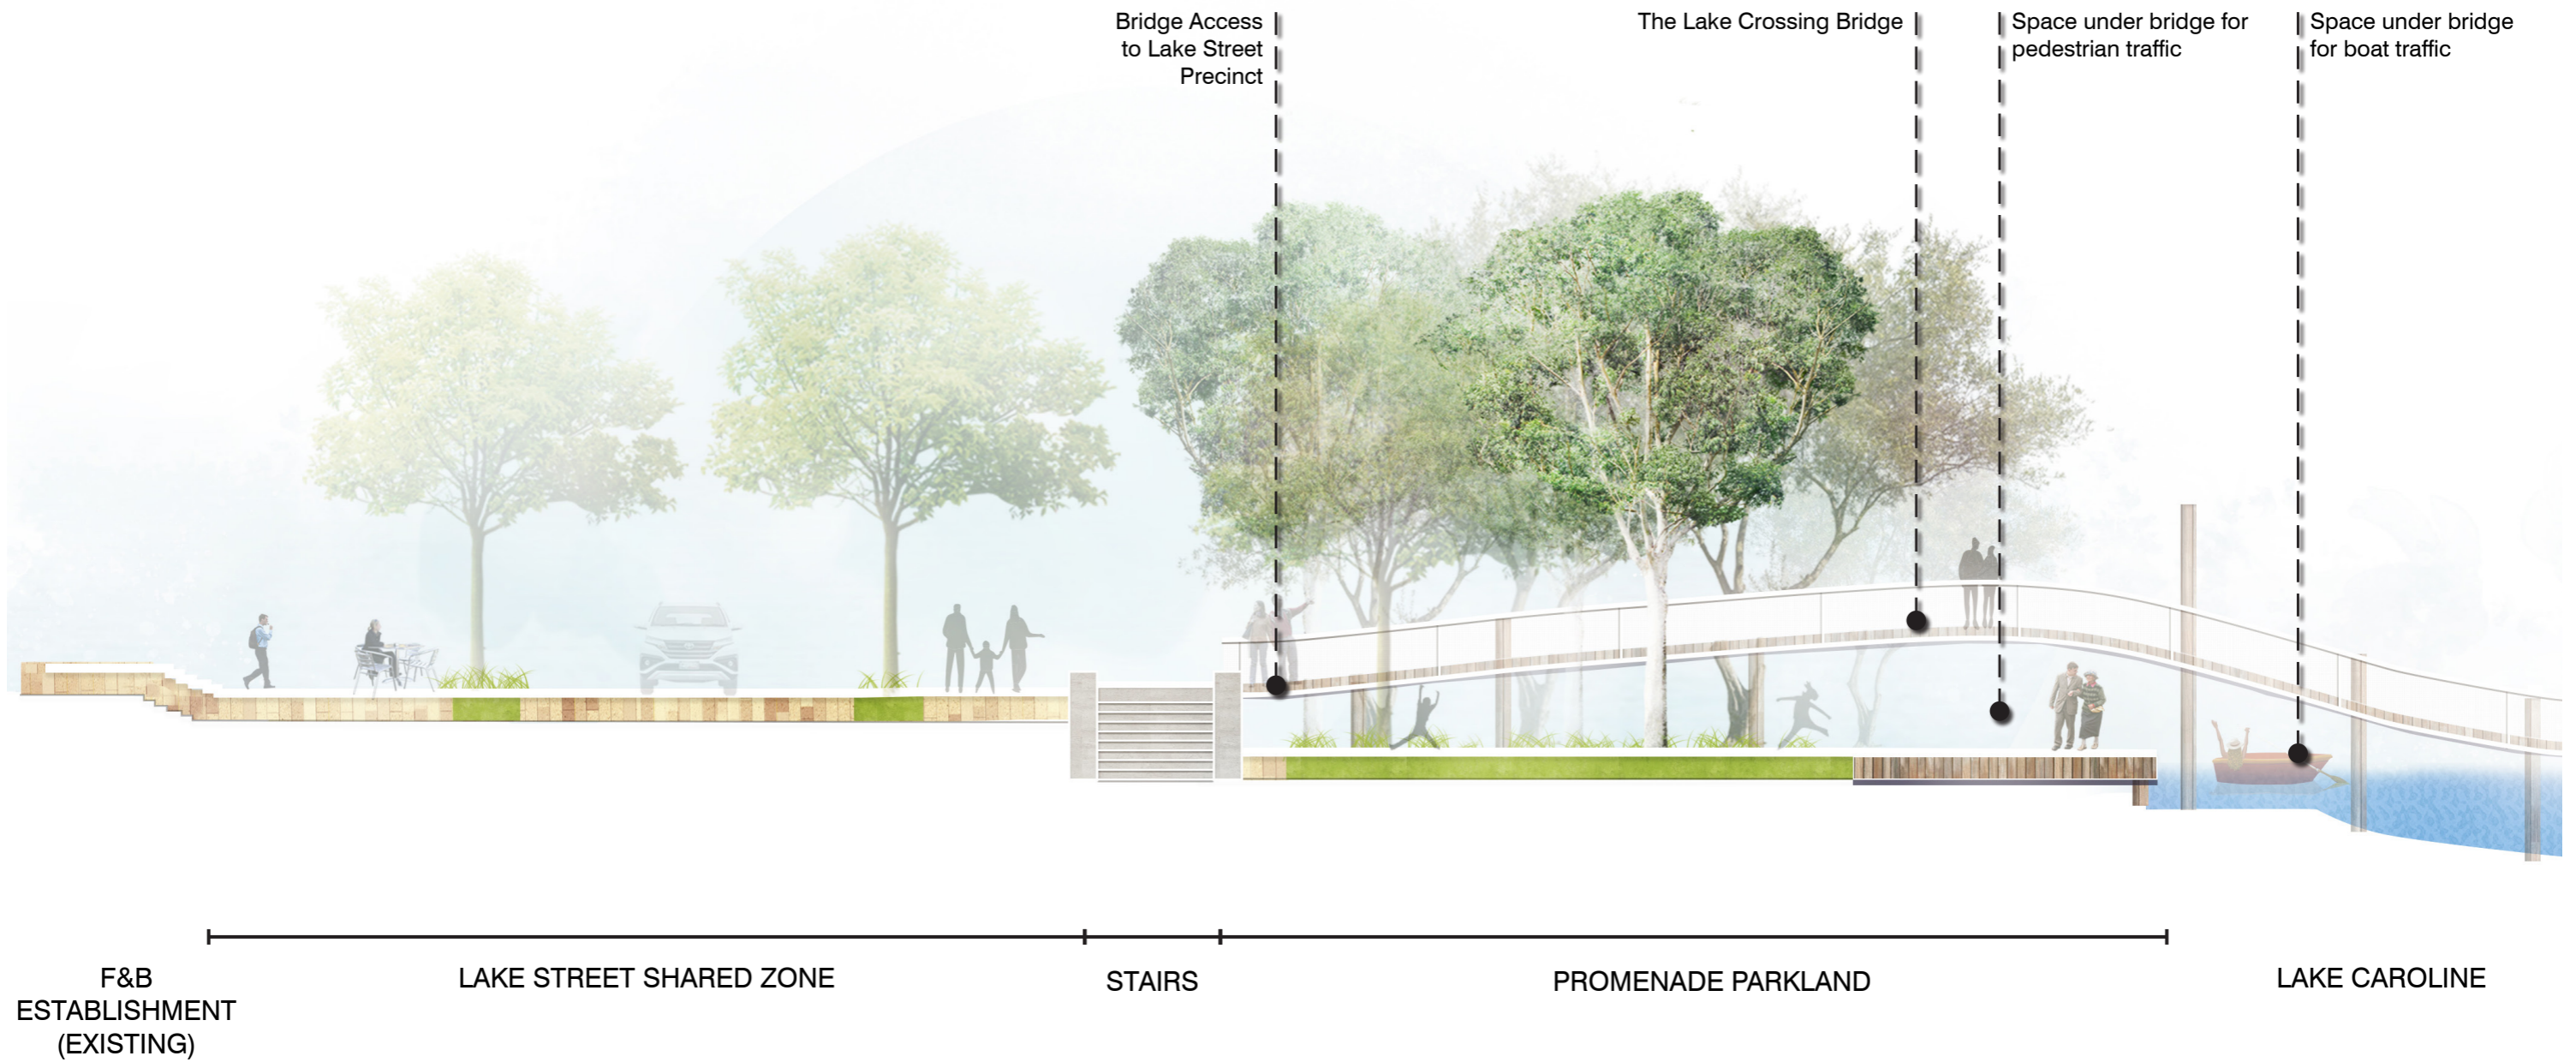 Bridge Access
to Lake Street
Precinct
The Lake Crossing Bridge
Space under bridge for
pedestrian traffic
Space under bridge
for boat traffic
F&B
ESTABLISHMENT
(EXISTING)
LAKE STREET SHARED ZONE
STAIRS
PROMENADE PARKLAND
LAKE CAROLINE